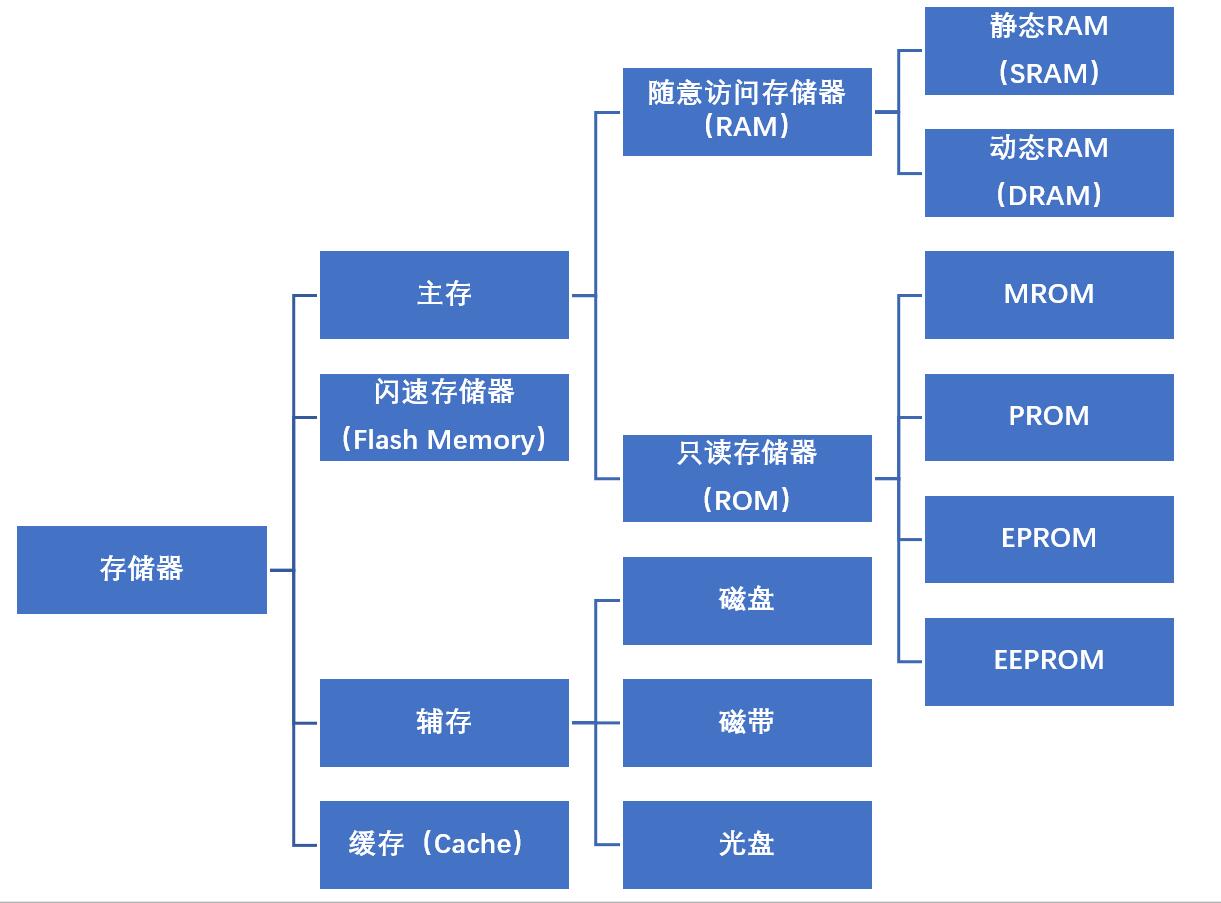 静态RAM
（SRAM）
随意访问存储器
（RAM）
动态RAM
（DRAM）
主存
MROM
闪速存储器
（Flash Memory）
PROM
只读存储器
（ROM）
EPROM
存储器
磁盘
EEPROM
辅存
磁带
缓存（Cache）
光盘